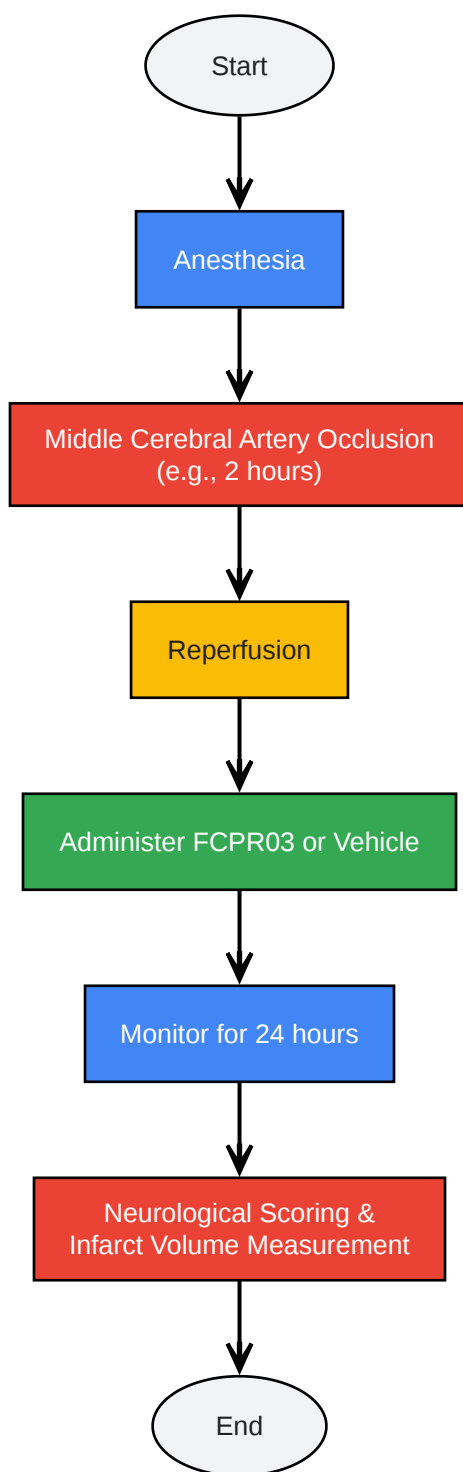 Start
Anesthesia
Middle Cerebral Artery Occlusion
(e.g., 2 hours)
Reperfusion
Administer FCPR03 or Vehicle
Monitor for 24 hours
Neurological Scoring &
Infarct Volume Measurement
End